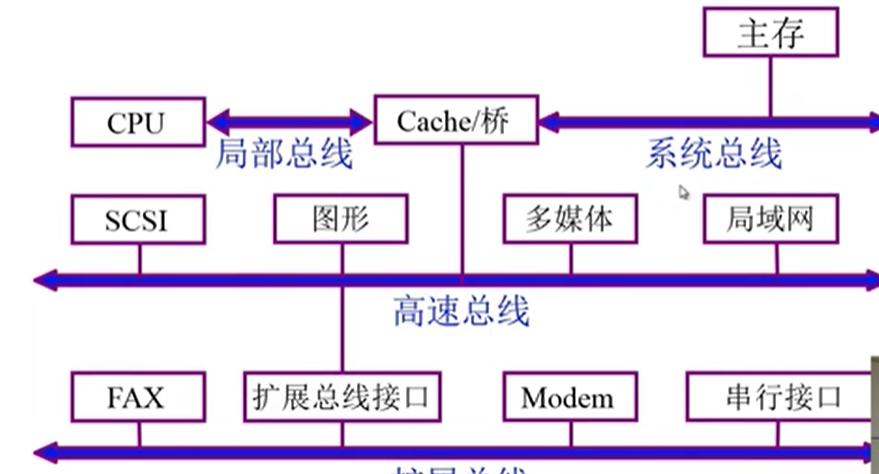 主存
CPU
Cache/桥
局部总线
系统总线
SCSI
图形
多媒体
局域网
高速总线
FAX
扩展总线接口
Modem
串行接口